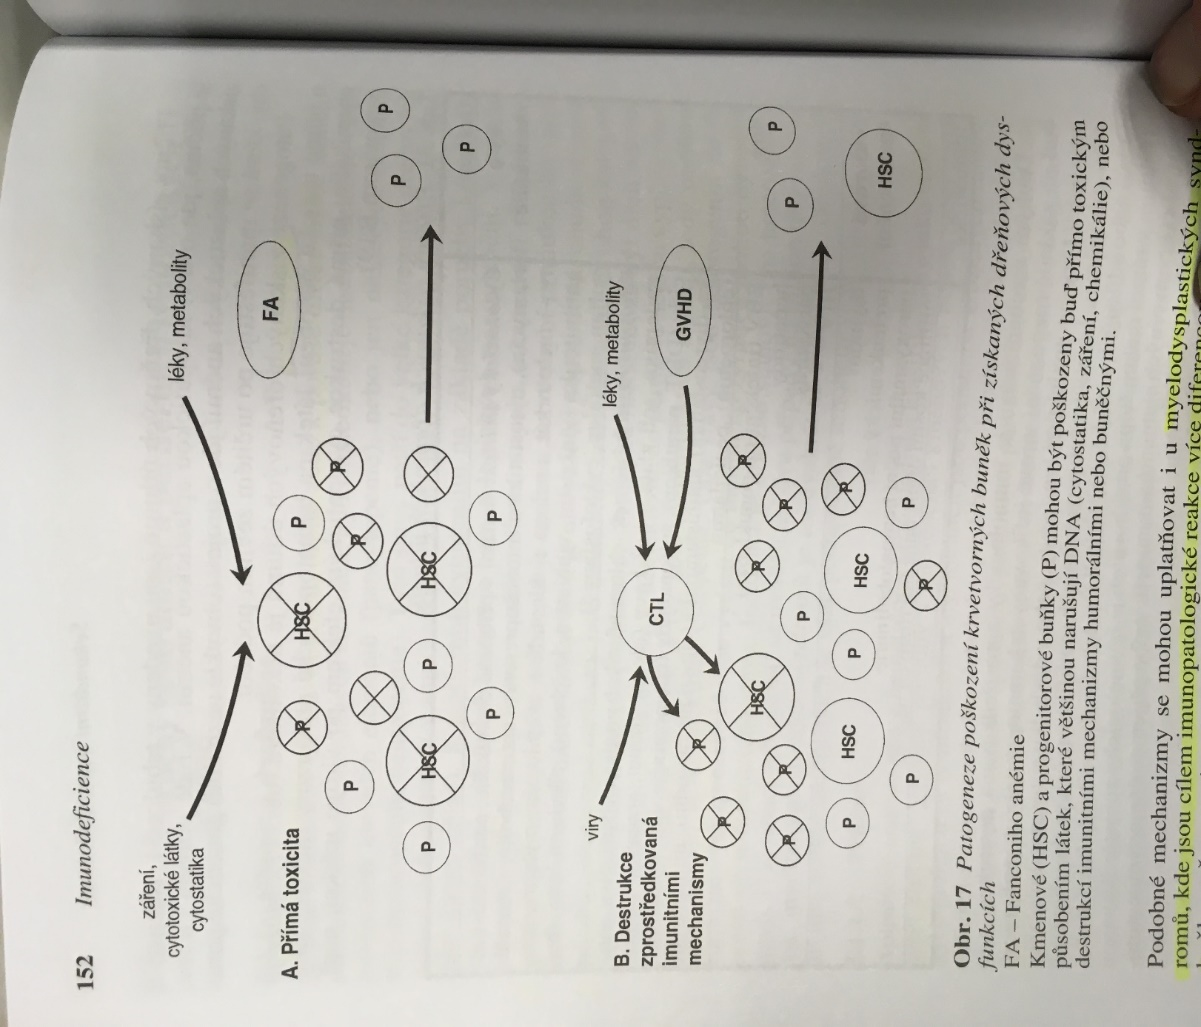 152 Imunodeficience
záření,
cytotoxické látky,
cytostatika
léky, metabolity
A. Přímá toxicita
FA
P
HSC
P
P
P
P
P
P
P
HSC
P
HSC
P
P
P
P
viry
léky, metabolity
B. Destrukce
zprostředkovaná
imunitními
mechanismy
CTL
GVHD
P
P
HSC
P
P
P
P
P
P
P
HSC
P
HSC
P
P
P
P
P
P
HSC
Obr. 17 Patogeneze poškození krvetvorných buněk při získaných dřeňových dys-
funkcích
FA – Fanconiho anémie
Kmenové (HSC) a progenitorové buňky (P) mohou být poškozeny buď přímo toxickým
působením látek, které většinou narušují DNA (cytostatika, záření, chemikálie), nebo
destrukcí imunitními mechanizmy humorálními nebo buněčnými.
Podobné mechanizmy se mohou uplatňovat i u myelodysplastických synd-
romů, kde jsou cílem imunopatologické reakce více